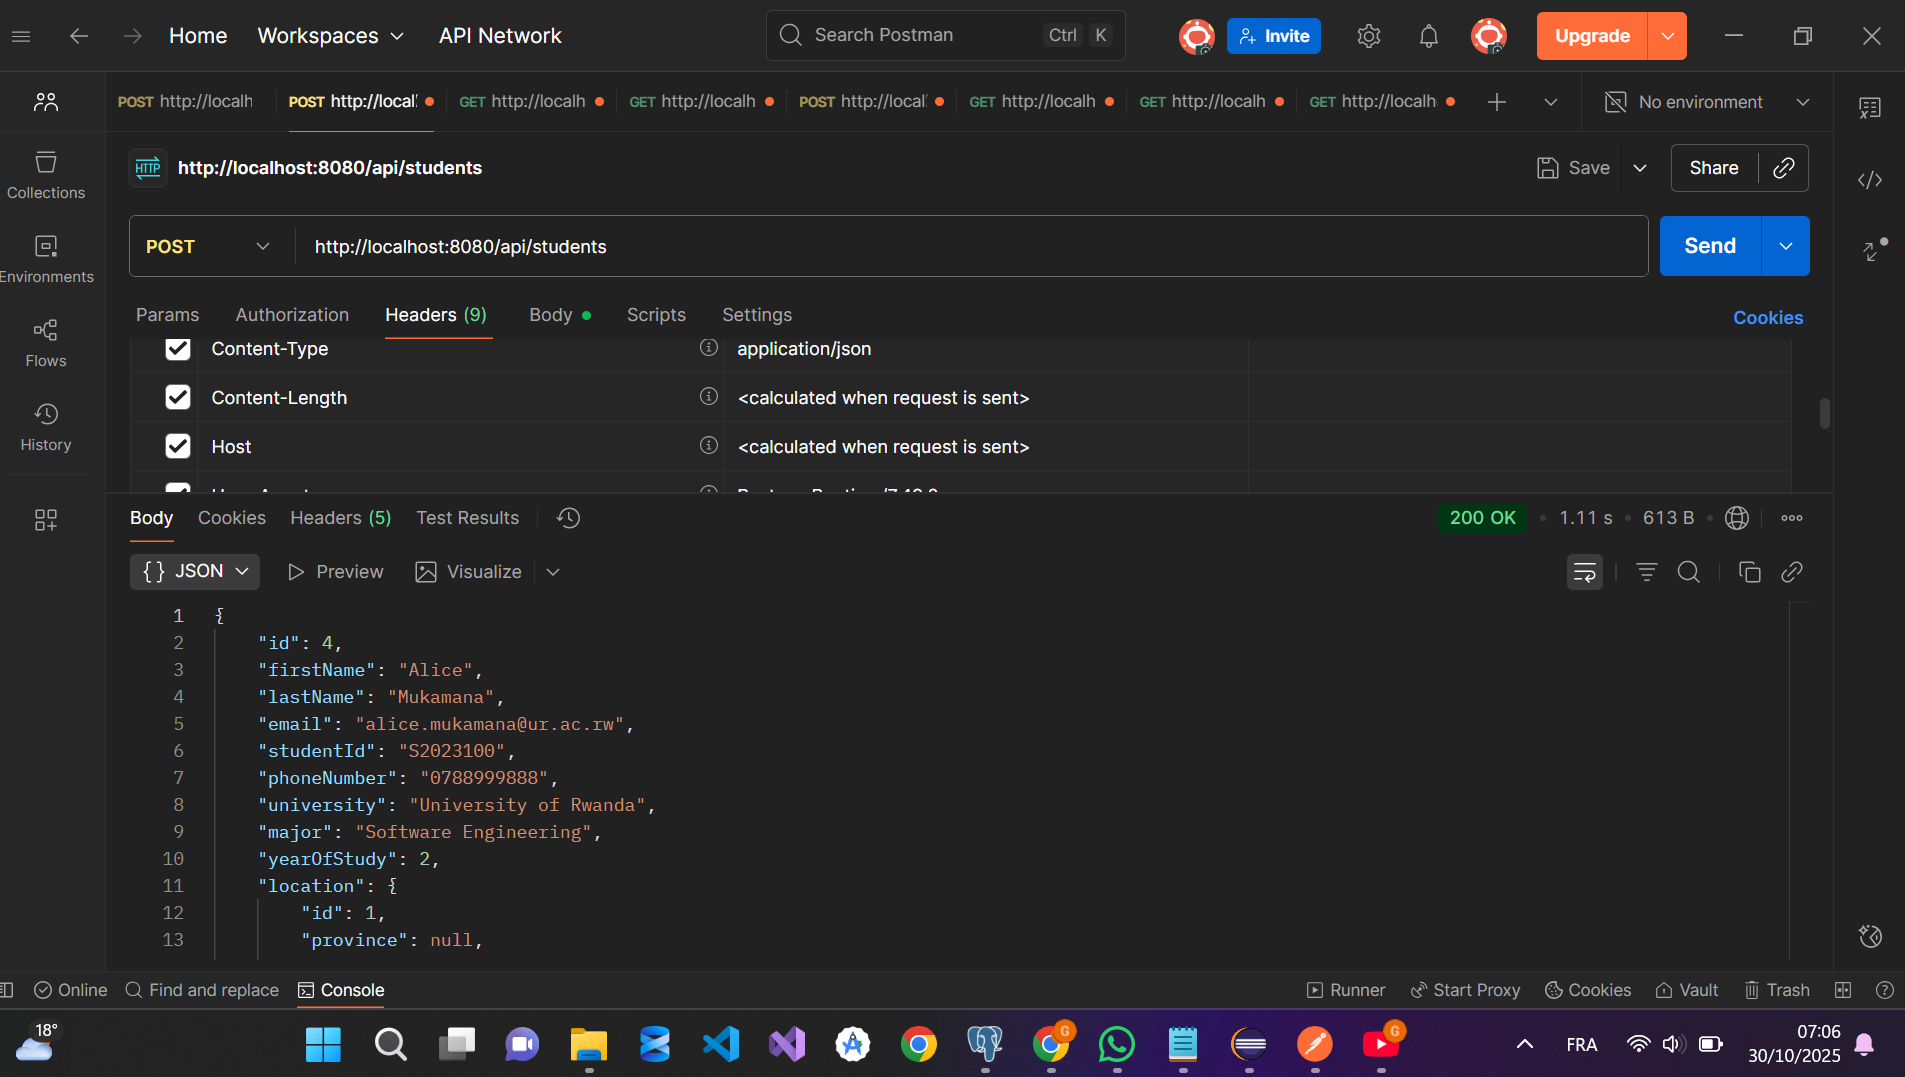 Home Workspaces API Network Search Postman Ctrl K Invite Upgrade
POST http://localh POST http://local GET http://localh GET http://localh POST http://local GET http://localh GET http://localh GET http://localh No environment
HTTP http://localhost:8080/api/students Save Share
Collections
POST http://localhost:8080/api/students Send
Environments
Params Authorization Headers (9) Body Scripts Settings Cookies
Content-Type application/json
Flows
Content-Length <calculated when request is sent>
History
Host <calculated when request is sent>
Body Cookies Headers (5) Test Results 200 OK • 1.11 s • 613 B
{} JSON Preview Visualize
1 {
2 "id": 4,
3 "firstName": "Alice",
4 "lastName": "Mukamana",
5 "email": "alice.mukamana@ur.ac.rw",
6 "studentId": "S2023100",
7 "phoneNumber": "0788999888",
8 "university": "University of Rwanda",
9 "major": "Software Engineering",
10 "yearOfStudy": 2,
11 "location": {
12 "id": 1,
13 "province": null,
Online Find and replace Console Runner Start Proxy Cookies Vault Trash
18° FRA 07:06
30/10/2025